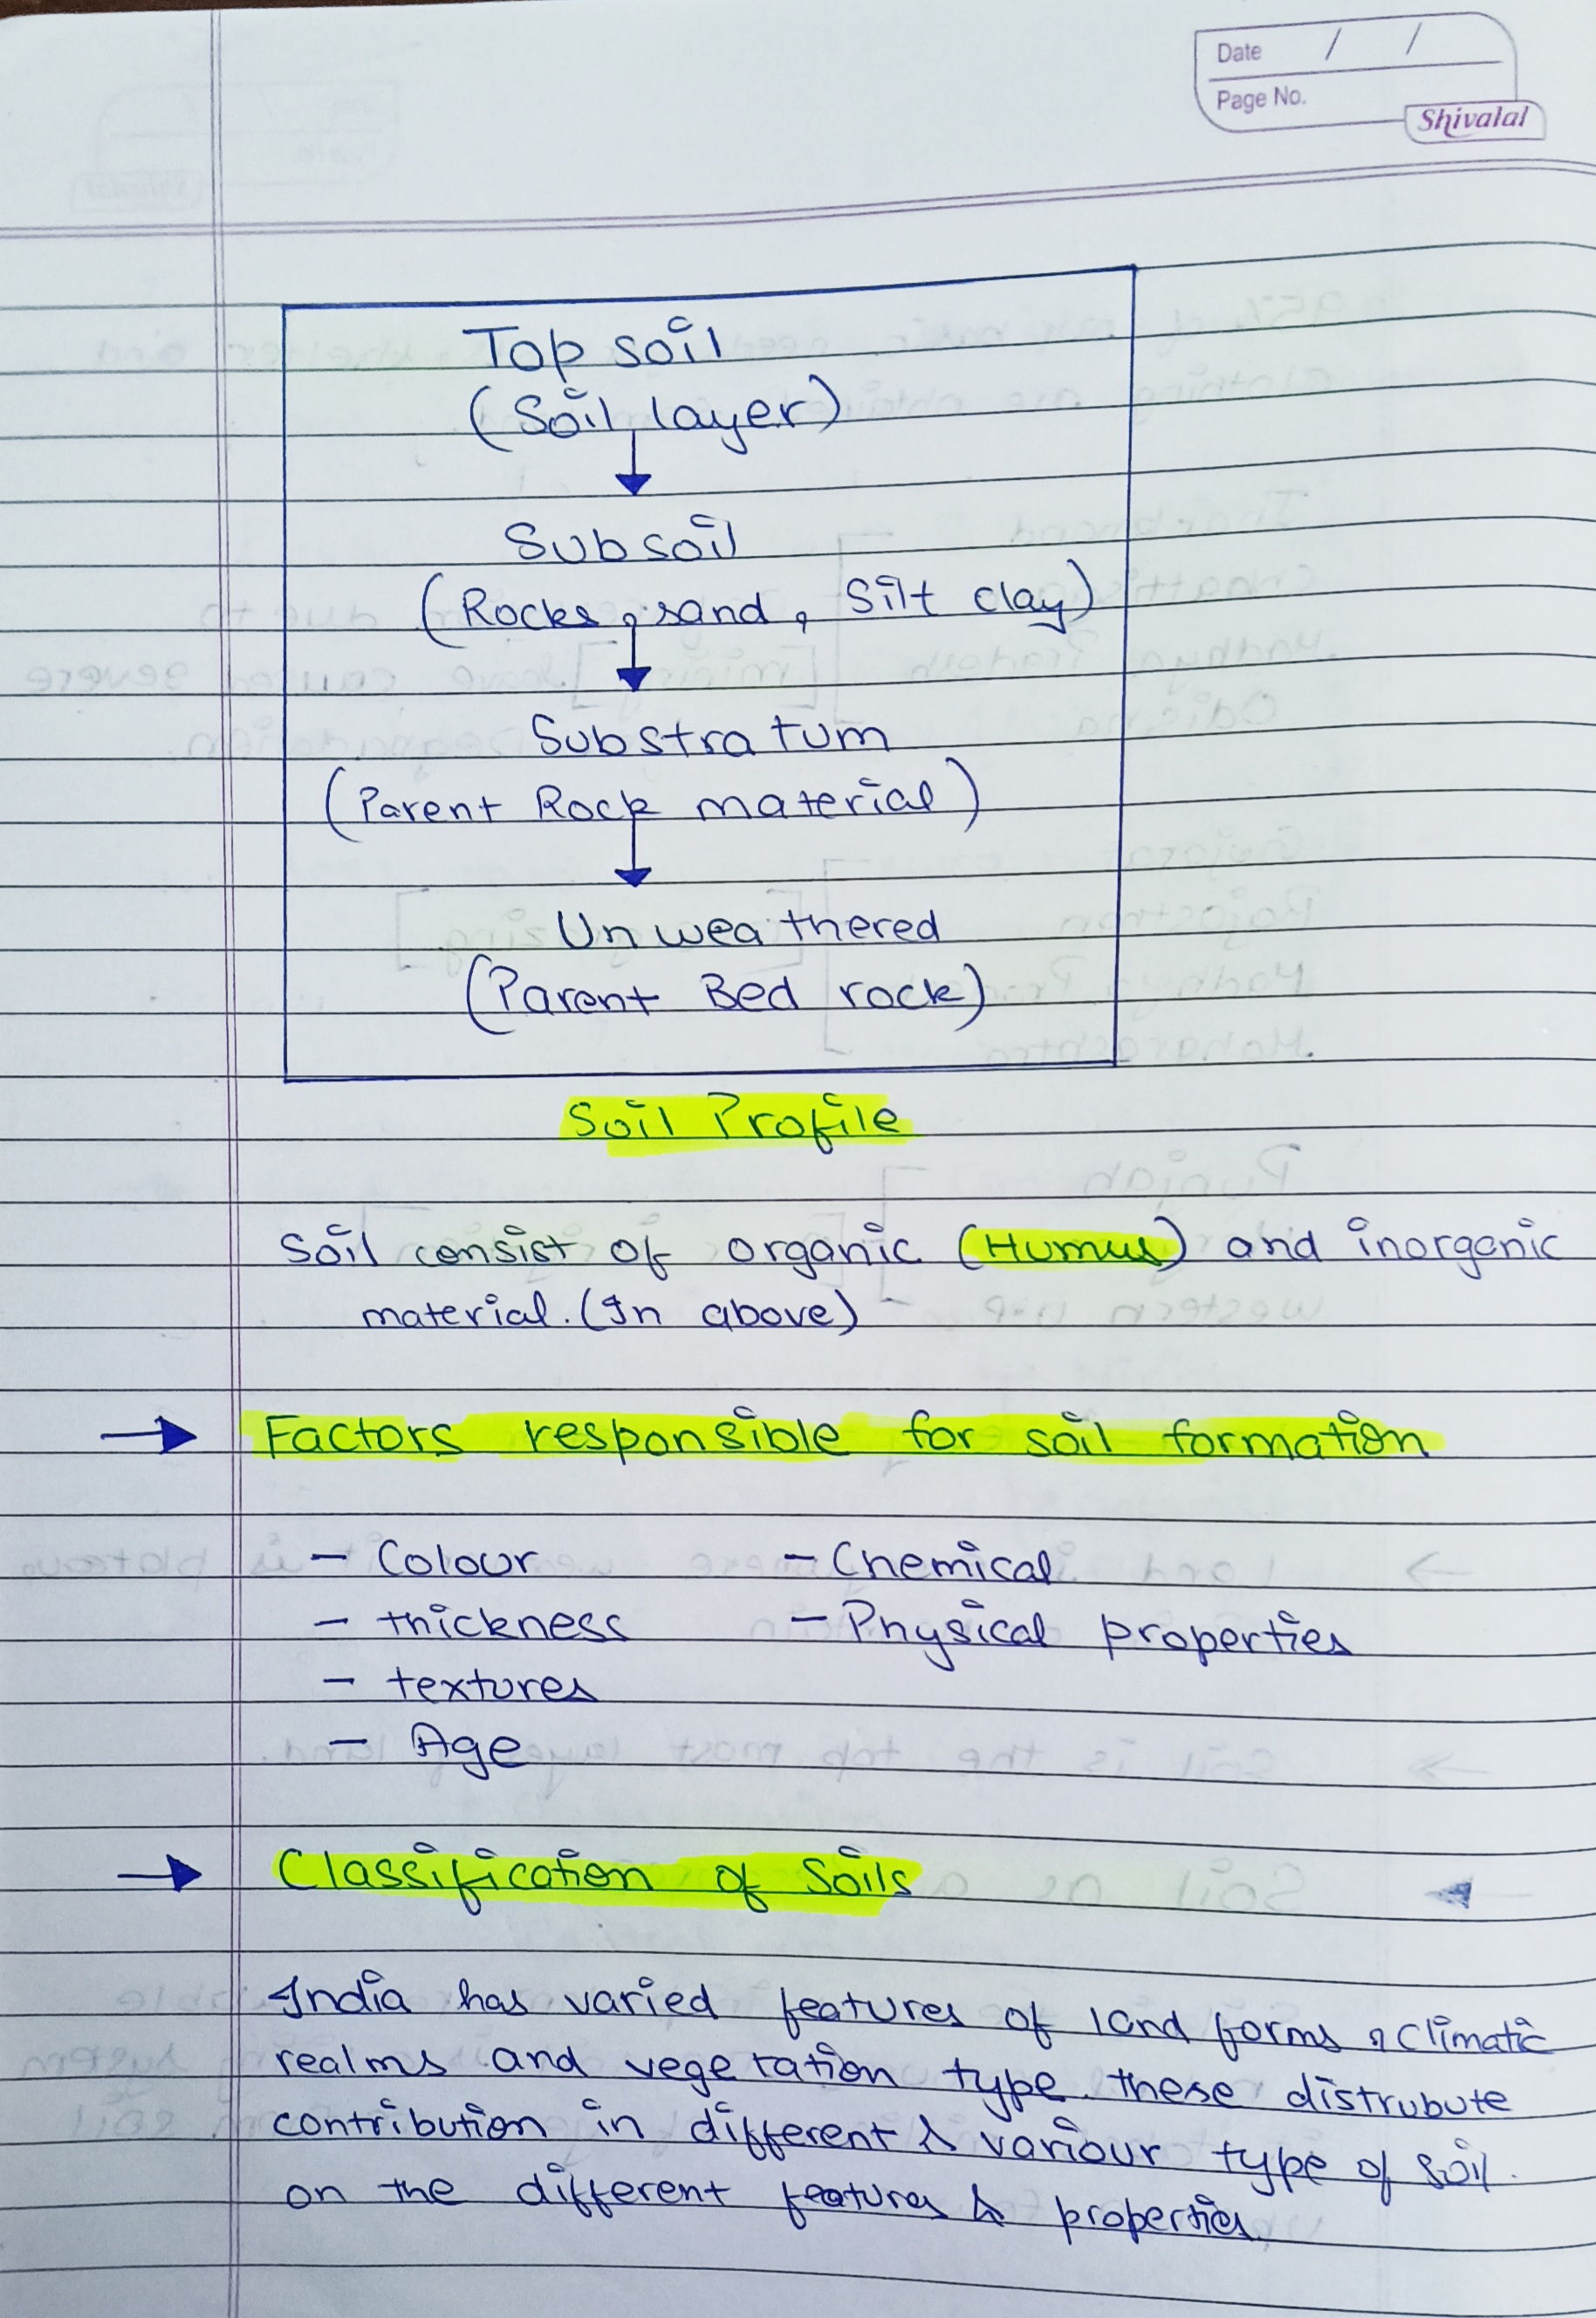 Date / /
Page No.
Shivalal
Top soil
(Soil layer)
Subsoil
(Rocks, sand, Silt clay)
Substratum
(Parent Rock material)
Unweathered
(Parent Bed rock)
Soil Profile
Soil consist of organic (Humus) and inorganic
material. (In above)
→ Factors responsible for soil formation
- Colour - Chemical
- thickness - Physical properties
- textures
- Age
→ Classification of Soils
India has varied features of land forms, climatic
realms and vegetation type. these distrubute
contribution in different & variour type of soil.
on the different features & properties.